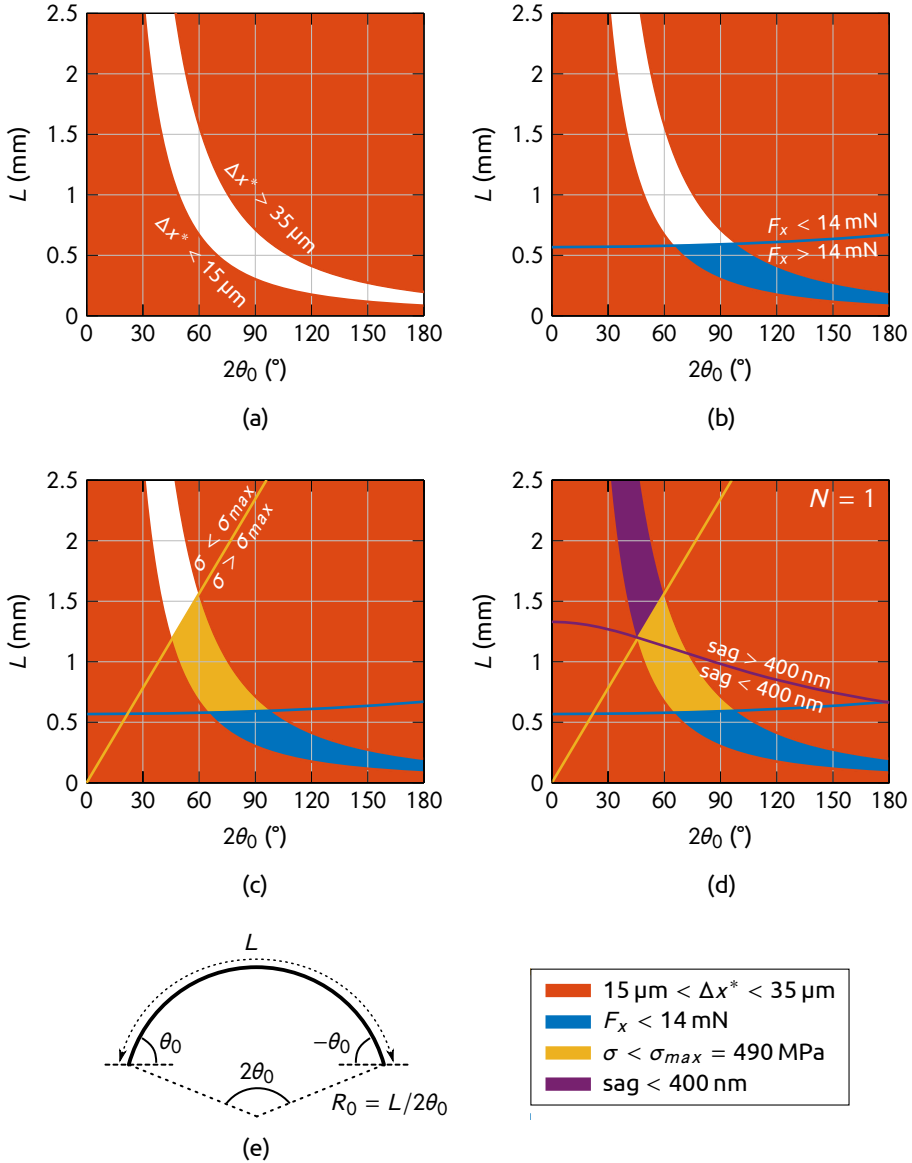 2.5
2
1.5
1
0.5
0
L (mm)
Δx* > 35 µm
Δx* < 15 µm
0 30 60 90 120 150 180
2θ0 (°)
(a)
2.5
2
1.5
1
0.5
0
L (mm)
Fx < 14 mN
Fx > 14 mN
0 30 60 90 120 150 180
2θ0 (°)
(b)
2.5
2
1.5
1
0.5
0
L (mm)
σ < σmax
σ > σmax
0 30 60 90 120 150 180
2θ0 (°)
(c)
2.5
2
1.5
1
0.5
0
L (mm)
N = 1
sag > 400 nm
sag < 400 nm
0 30 60 90 120 150 180
2θ0 (°)
(d)
L
θ0
−θ0
2θ0
R0 = L/2θ0
(e)
15 µm < Δx* < 35 µm
Fx < 14 mN
σ < σmax = 490 MPa
sag < 400 nm